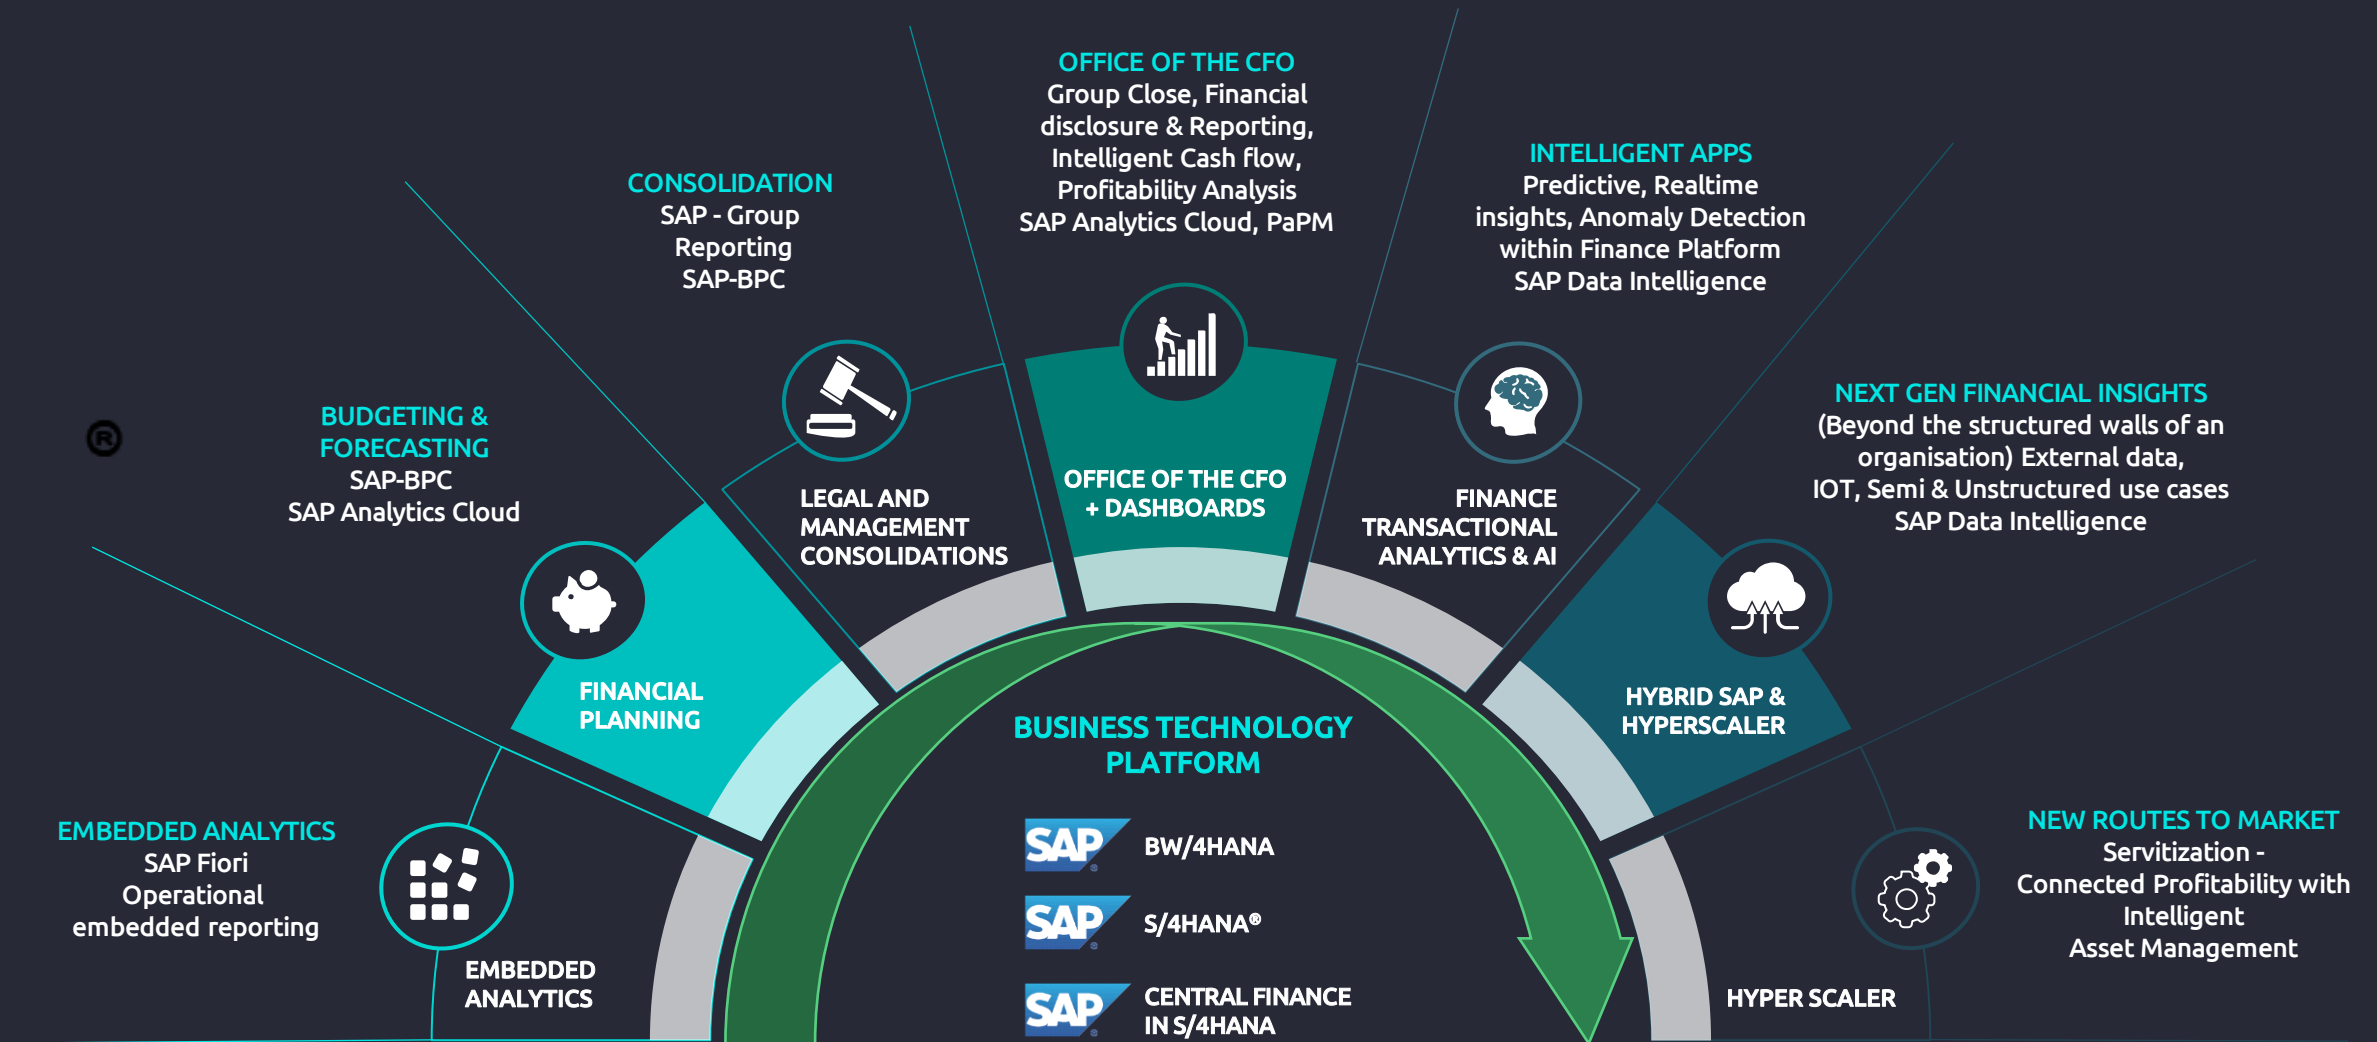 OFFICE OF THE CFO
Group Close, Financial
disclosure & Reporting,
Intelligent Cash flow,
Profitability Analysis
SAP Analytics Cloud, PaPM
CONSOLIDATION
SAP - Group
Reporting
SAP-BPC
INTELLIGENT APPS
Predictive, Realtime
insights, Anomaly Detection
within Finance Platform
SAP Data Intelligence
BUDGETING &
FORECASTING
SAP-BPC
SAP Analytics Cloud
®
NEXT GEN FINANCIAL INSIGHTS
(Beyond the structured walls of an
organisation) External data,
IOT, Semi & Unstructured use cases
SAP Data Intelligence
EMBEDDED ANALYTICS
SAP Fiori
Operational
embedded reporting
NEW ROUTES TO MARKET
Servitization -
Connected Profitability with
Intelligent
Asset Management
EMBEDDED
ANALYTICS
FINANCIAL
PLANNING
LEGAL AND
MANAGEMENT
CONSOLIDATIONS
OFFICE OF THE CFO
+ DASHBOARDS
FINANCE
TRANSACTIONAL
ANALYTICS & AI
HYBRID SAP &
HYPERSCALER
HYPER SCALER
BUSINESS TECHNOLOGY
PLATFORM
SAP® BW/4HANA
SAP® S/4HANA®
SAP® CENTRAL FINANCE
IN S/4HANA